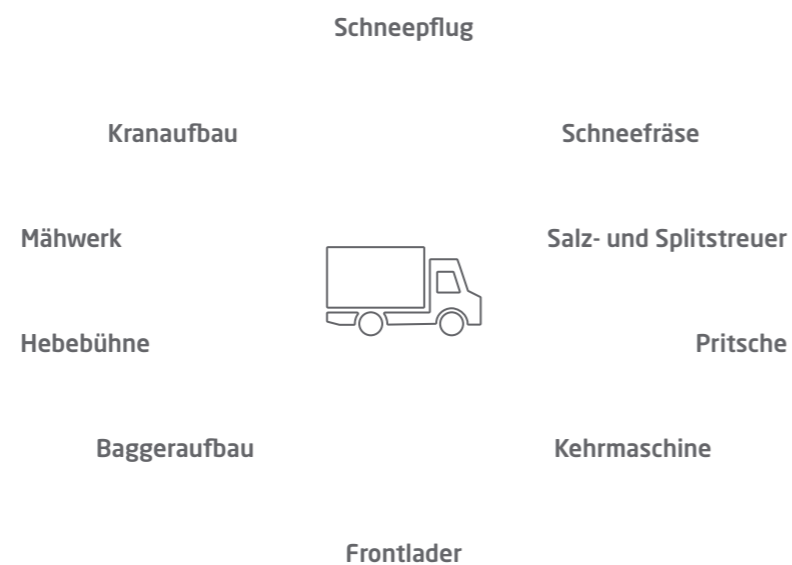 Schneepflug
Kranaufbau
Schneefräse
Mähwerk
Salz- und Splitstreuer
Hebebühne
Pritsche
Baggeraufbau
Kehrmaschine
Frontlader